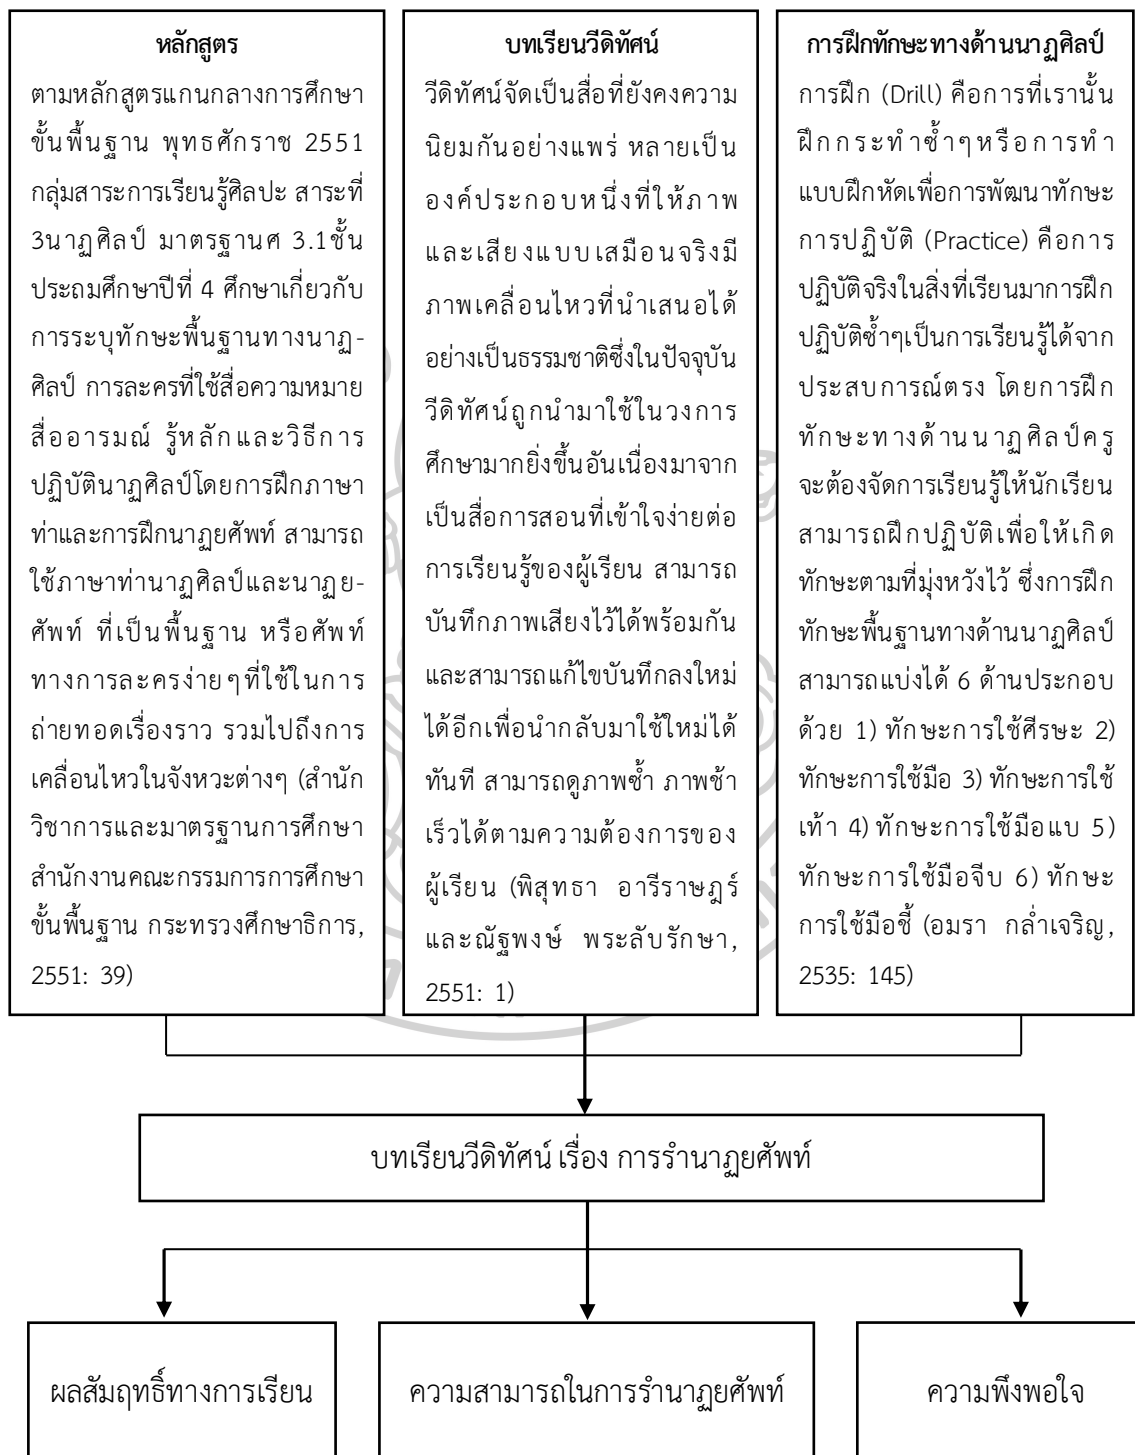 หลักสูตร
ตามหลักสูตรแกนกลางการศึกษา
ขั้นพื้นฐาน พุทธศักราช 2551
กลุ่มสาระการเรียนรู้ศิลปะ สาระที่
3นาฏศิลป์ มาตรฐานศ 3.1ชั้น
ประถมศึกษาปีที่ 4 ศึกษาเกี่ยวกับ
การระบุทักษะพื้นฐานทางนาฏ-
ศิลป์ การละครที่ใช้สื่อความหมาย
สื่ออารมณ์ รู้หลักและวิธีการ
ปฏิบัตินาฏศิลป์โดยการฝึกภาษา
ท่าและการฝึกนาฏยศัพท์ สามารถ
ใช้ภาษาท่านาฏศิลป์และนาฏย-
ศัพท์ ที่เป็นพื้นฐาน หรือศัพท์
ทางการละครง่ายๆที่ใช้ในการ
ถ่ายทอดเรื่องราว รวมไปถึงการ
เคลื่อนไหวในจังหวะต่างๆ (สำนัก
วิชาการและมาตรฐานการศึกษา
สำนักงานคณะกรรมการการศึกษา
ขั้นพื้นฐาน กระทรวงศึกษาธิการ,
2551: 39)
บทเรียนวีดิทัศน์
วีดิทัศน์จัดเป็นสื่อที่ยังคงความ
นิยมกันอย่างแพร่ หลายเป็น
องค์ประกอบหนึ่งที่ให้ภาพ
และเสียงแบบเสมือนจริงมี
ภาพเคลื่อนไหวที่นำเสนอได้
อย่างเป็นธรรมชาติซึ่งในปัจจุบัน
วีดิทัศน์ถูกนำมาใช้ในวงการ
ศึกษามากยิ่งขึ้นอันเนื่องมาจาก
เป็นสื่อการสอนที่เข้าใจง่ายต่อ
การเรียนรู้ของผู้เรียน สามารถ
บันทึกภาพเสียงไว้ได้พร้อมกัน
และสามารถแก้ไขบันทึกลงใหม่
ได้อีกเพื่อนำกลับมาใช้ใหม่ได้
ทันที สามารถดูภาพซ้ำ ภาพช้า
เร็วได้ตามความต้องการของ
ผู้เรียน (พิสุทธา อารีราษฎร์
และณัฐพงษ์ พระลับรักษา,
2551: 1)
การฝึกทักษะทางด้านนาฏศิลป์
การฝึก (Drill) คือการที่เรานั้น
ฝึกกระทำซ้ำๆหรือการทำ
แบบฝึกหัดเพื่อการพัฒนาทักษะ
การปฏิบัติ (Practice) คือการ
ปฏิบัติจริงในสิ่งที่เรียนมาการฝึก
ปฏิบัติซ้ำๆเป็นการเรียนรู้ได้จาก
ประสบการณ์ตรง โดยการฝึก
ทักษะทางด้านนาฏศิลป์ครู
จะต้องจัดการเรียนรู้ให้นักเรียน
สามารถฝึกปฏิบัติเพื่อให้เกิด
ทักษะตามที่มุ่งหวังไว้ ซึ่งการฝึก
ทักษะพื้นฐานทางด้านนาฏศิลป์
สามารถแบ่งได้ 6 ด้านประกอบ
ด้วย 1) ทักษะการใช้ศีรษะ 2)
ทักษะการใช้มือ 3) ทักษะการใช้
เท้า 4) ทักษะการใช้มือแบ 5)
ทักษะการใช้มือจีบ 6) ทักษะ
การใช้มือชี้ (อมรา กล่ำเจริญ,
2535: 145)
บทเรียนวีดิทัศน์ เรื่อง การรำนาฏยศัพท์
ผลสัมฤทธิ์ทางการเรียน
ความสามารถในการรำนาฏยศัพท์
ความพึงพอใจ